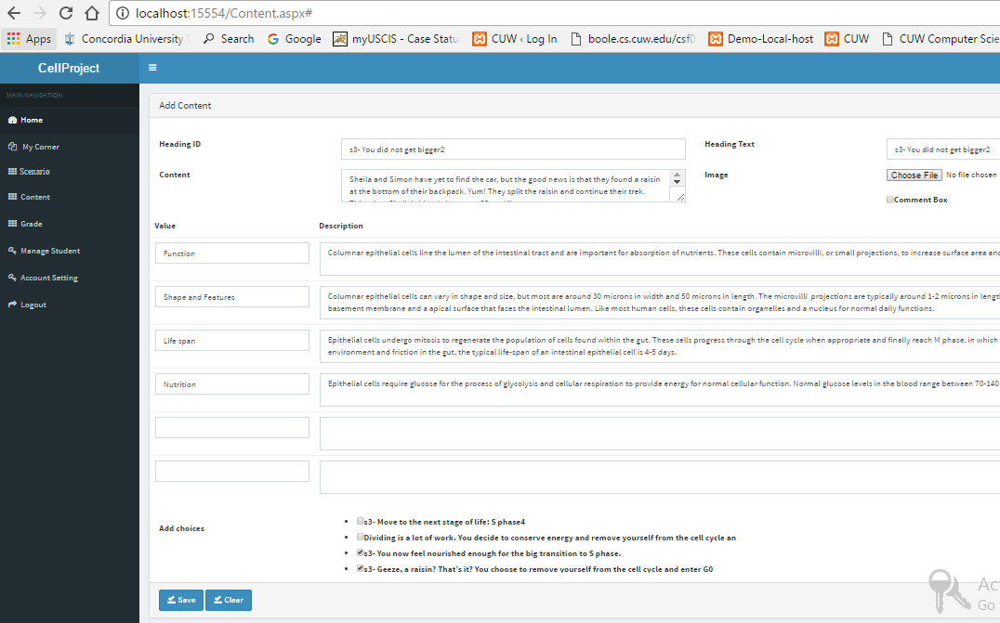 localhost:15554/Content.aspx#
Apps Concordia University Search Google myUSCIS - Case Statu CUW ‹ Log In boole.cs.cuw.edu/csf0 Demo-Local-host CUW CUW Computer Scie
CellProject
MAIN NAVIGATION
Home
My Corner
Scenario
Content
Grade
Manage Student
Account Setting
Logout
Add Content
Heading ID
s3- You did not get bigger2
Heading Text
s3- You did not get bigger2
Content
Sheila and Simon have yet to find the car, but the good news is that they found a raisin
at the bottom of their backpack. Yum! They split the raisin and continue their trek.
Image
Choose File No file chosen
Comment Box
Value Description
Function
Columnar epithelial cells line the lumen of the intestinal tract and are important for absorption of nutrients. These cells contain microvilli, or small projections, to increase surface area and
Shape and Features
Columnar epithelial cells can vary in shape and size, but most are around 30 microns in width and 50 microns in length. The microvilli projections are typically around 1-2 microns in lengt
basement membrane and a apical surface that faces the intestinal lumen. Like most human cells, these cells contain organelles and a nucleus for normal daily functions.
Life span
Epithelial cells undergo mitosis to regenerate the population of cells found within the gut. These cells progress through the cell cycle when appropriate and finally reach M phase, in which
environment and friction in the gut, the typical life-span of an intestinal epithelial cell is 4-5 days.
Nutrition
Epithelial cells require glucose for the process of glycolysis and cellular respiration to provide energy for normal cellular function. Normal glucose levels in the blood range between 70-140
Add choices
s3- Move to the next stage of life: S phase4
Dividing is a lot of work. You decide to conserve energy and remove yourself from the cell cycle an
s3- You now feel nourished enough for the big transition to S phase.
s3- Geeze, a raisin? That's it? You choose to remove yourself from the cell cycle and enter G0
Save Clear
Ac
Go